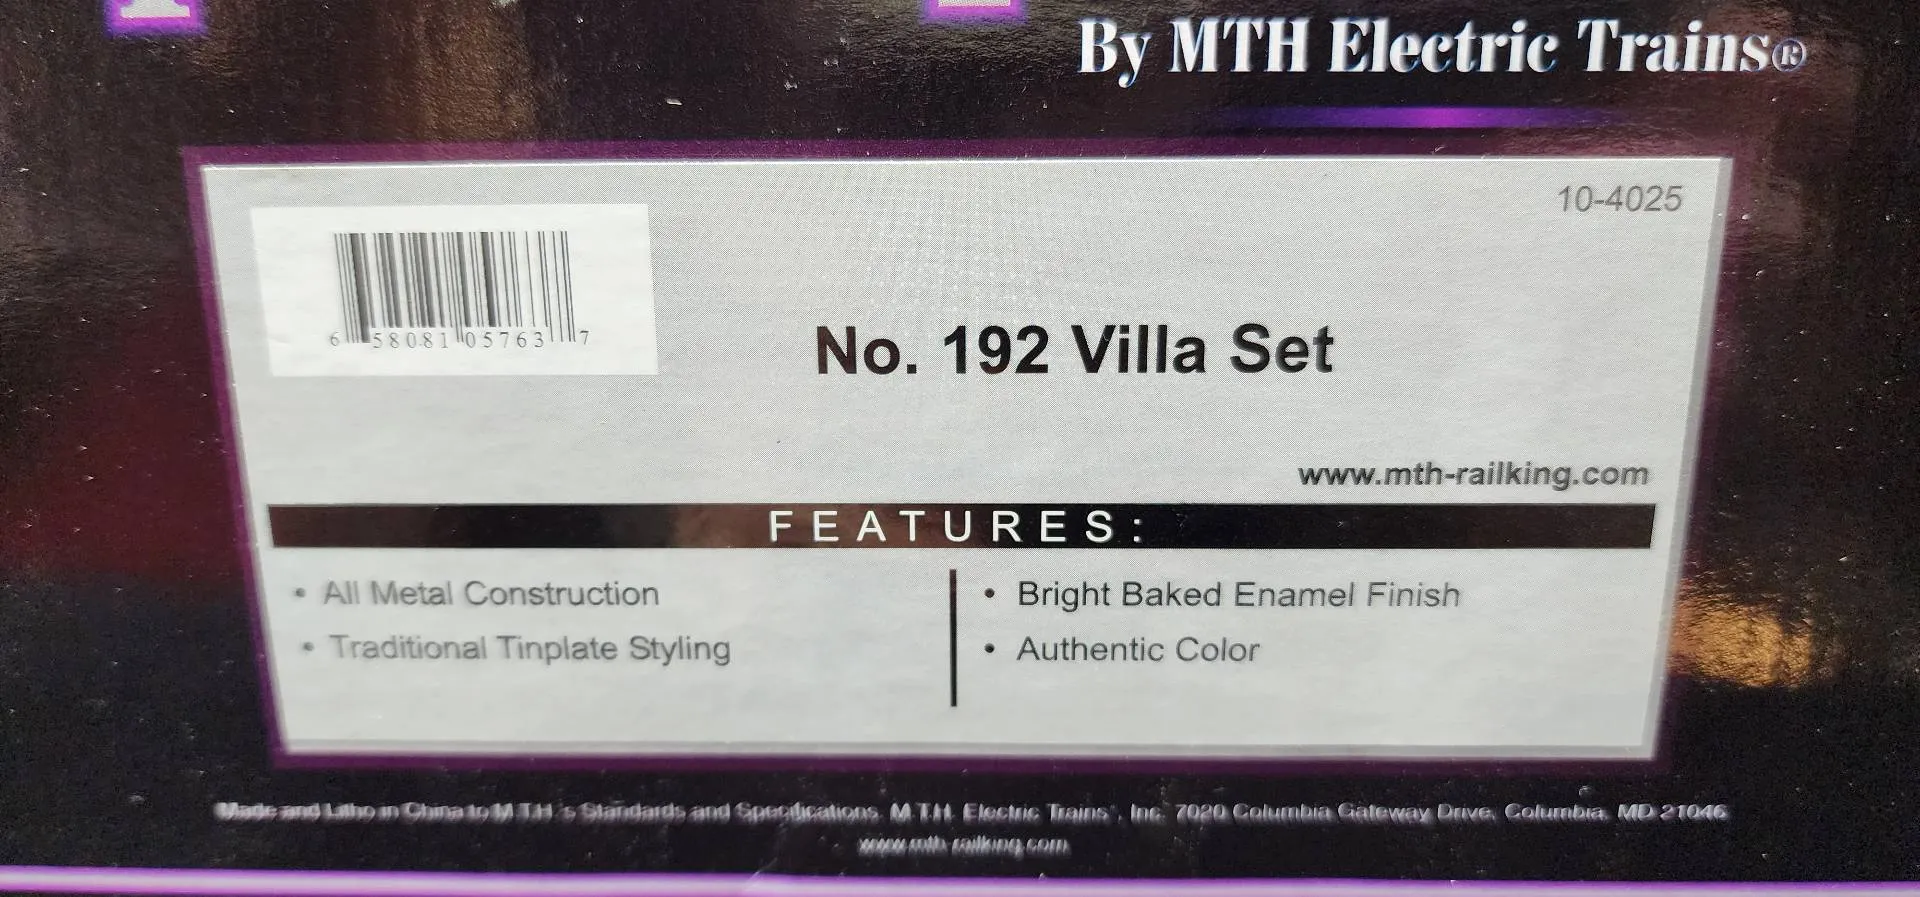 By MTH Electric Trains®
10-4025
6 58081 05763 7
No. 192 Villa Set
www.mth-railking.com
FEATURES:
• All Metal Construction
• Traditional Tinplate Styling
• Bright Baked Enamel Finish
• Authentic Color
Made and Litho in China to M.T.H.'s Standards and Specifications. M.T.H. Electric Trains®, Inc. 7020 Columbia Gateway Drive, Columbia, MD 21046
www.mth-railking.com